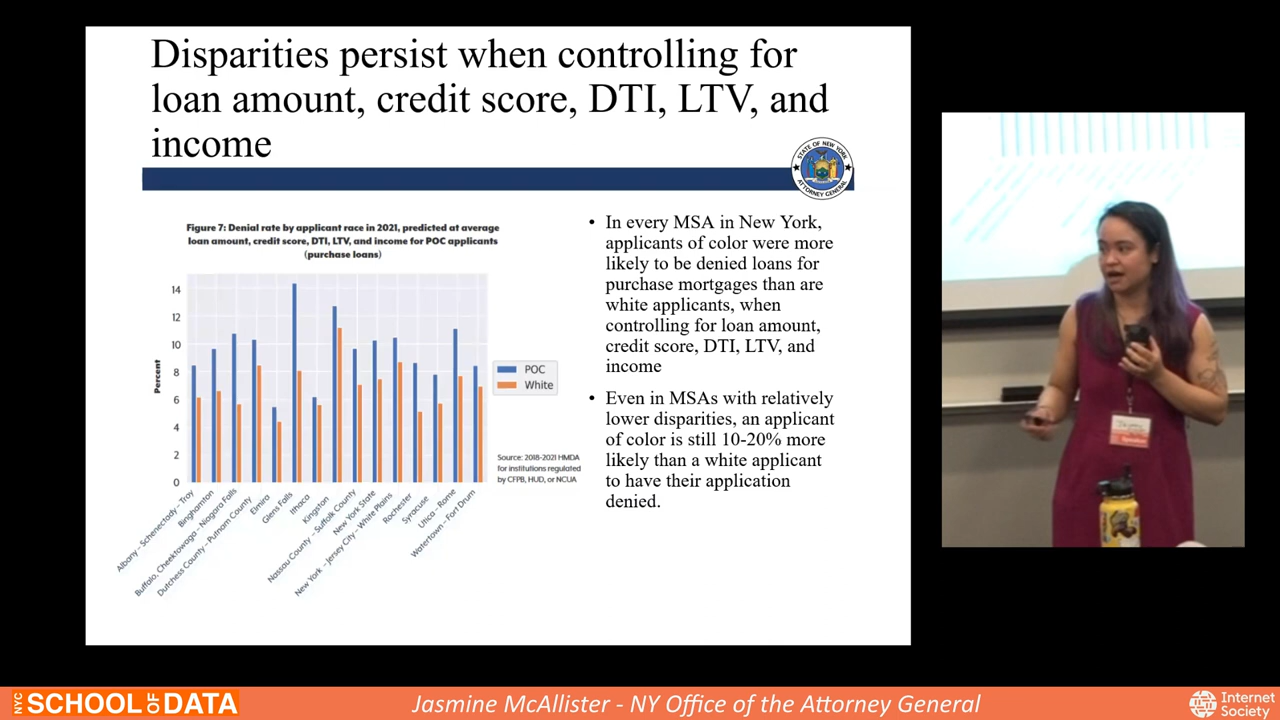 Disparities persist when controlling for
loan amount, credit score, DTI, LTV, and
income
STATE OF NEW YORK
ATTORNEY GENERAL
Figure 7: Denial rate by applicant race in 2021, predicted at average
loan amount, credit score, DTI, LTV, and income for POC applicants
(purchase loans)
Percent
14
12
10
8
6
4
2
0
POC
White
Albany – Schenectady – Troy
Binghamton
Buffalo, Cheektowaga – Niagara Falls
Dutchess County – Putnam County
Elmira
Glens Falls
Ithaca
Kingston
Nassau County – Suffolk County
New York State
New York – Jersey City – White Plains
Rochester
Syracuse
Utica – Rome
Watertown – Fort Drum
Source: 2018-2021 HMDA
for institutions regulated
by CFPB, HUD, or NCUA
• In every MSA in New York,
applicants of color were more
likely to be denied loans for
purchase mortgages than are
white applicants, when
controlling for loan amount,
credit score, DTI, LTV, and
income
• Even in MSAs with relatively
lower disparities, an applicant
of color is still 10-20% more
likely than a white applicant
to have their application
denied.
NYC SCHOOL OF DATA
Jasmine McAllister - NY Office of the Attorney General
Internet
Society